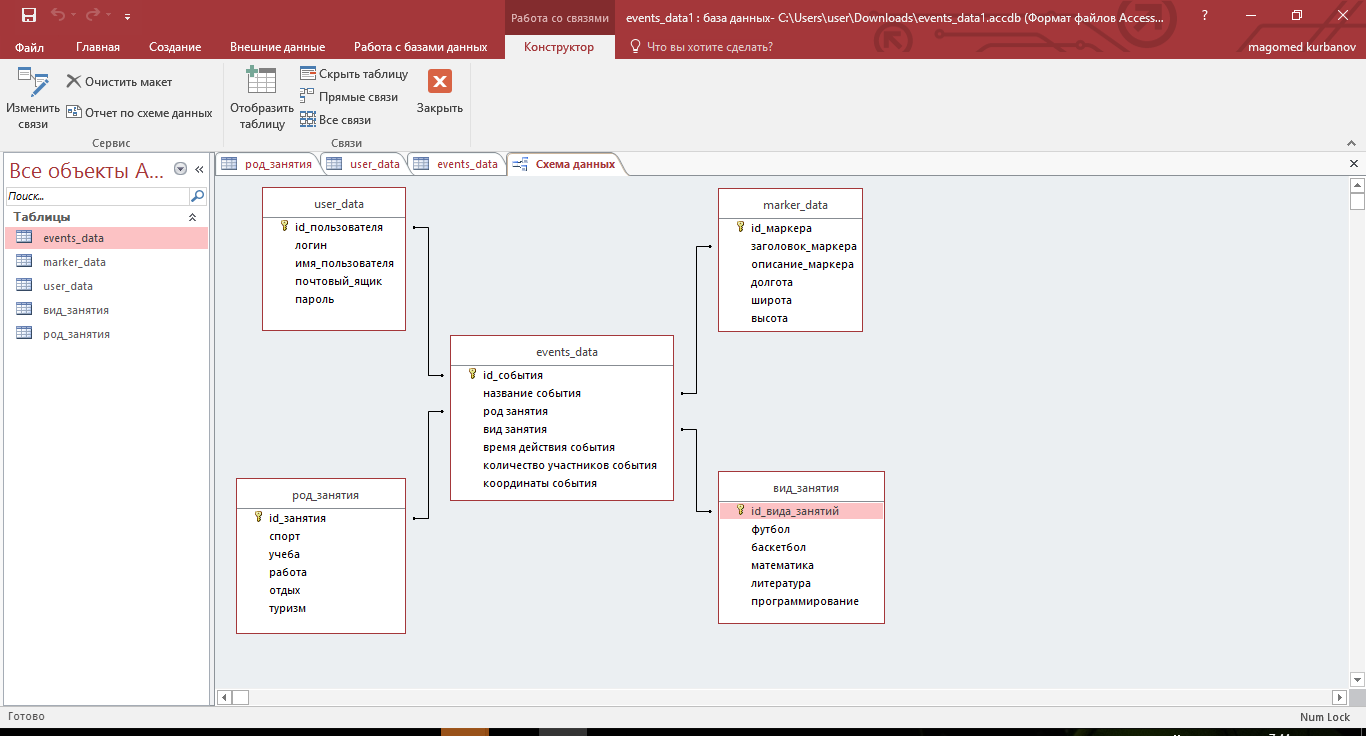 Работа со связями
events_data1 : база данных- C:\Users\user\Downloads\events_data1.accdb (Формат файлов Access...
?
Файл
Главная
Создание
Внешние данные
Работа с базами данных
Конструктор
Что вы хотите сделать?
magomed kurbanov
Изменить
связи
Очистить макет
Отчет по схеме данных
Сервис
Отобразить
таблицу
Скрыть таблицу
Прямые связи
Все связи
Связи
Закрыть
Все объекты A...
Поиск...
Таблицы
events_data
marker_data
user_data
вид_занятия
род_занятия
род_занятия
user_data
events_data
Схема данных
user_data
id_пользователя
логин
имя_пользователя
почтовый_ящик
пароль
marker_data
id_маркера
заголовок_маркера
описание_маркера
долгота
широта
высота
events_data
id_события
название события
род занятия
вид занятия
время действия события
количество участников события
координаты события
род_занятия
id_занятия
спорт
учеба
работа
отдых
туризм
вид_занятия
id_вида_занятий
футбол
баскетбол
математика
литература
программирование
Готово
Num Lock